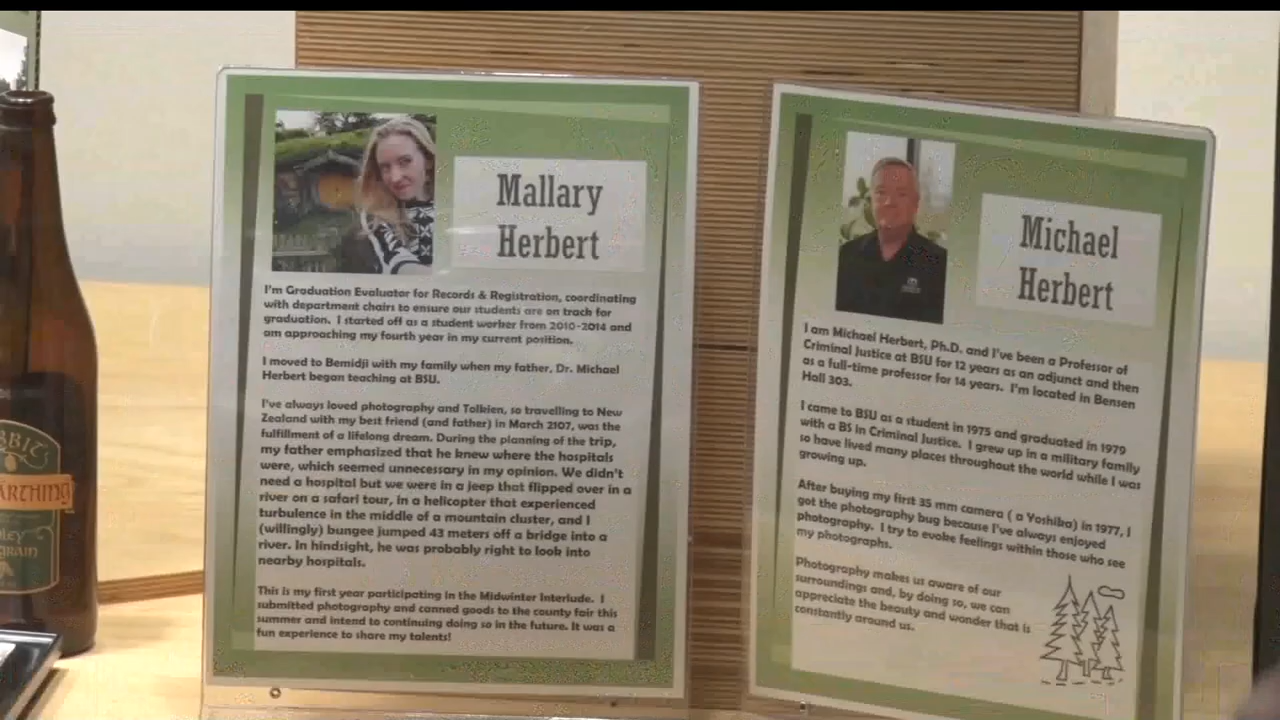 Mallary
Herbert
I'm Graduation Evaluator for Records & Registration, coordinating
with department chairs to ensure our students are on track for
graduation. I started off as a student worker from 2010-2014 and
am approaching my fourth year in my current position.
I moved to Bemidji with my family when my father, Dr. Michael
Herbert began teaching at BSU.
I've always loved photography and Tolkien, so travelling to New
Zealand with my best friend (and father) in March 2107, was the
fulfillment of a lifelong dream. During the planning of the trip,
my father emphasized that he knew where the hospitals
were, which seemed unnecessary in my opinion. We didn't
need a hospital but we were in a jeep that flipped over in a
river on a safari tour, in a helicopter that experienced
turbulence in the middle of a mountain cluster, and I
(willingly) bungee jumped 43 meters off a bridge into a
river. In hindsight, he was probably right to look into
nearby hospitals.
This is my first year participating in the Midwinter Interlude. I
submitted photography and canned goods to the county fair this
summer and intend to continuing doing so in the future. It was a
fun experience to share my talents!
Michael
Herbert
I am Michael Herbert, Ph.D. and I've been a Professor of
Criminal Justice at BSU for 12 years as an adjunct and then
as a full-time professor for 14 years. I'm located in Bensen
Hall 303.
I came to BSU as a student in 1975 and graduated in 1979
with a BS in Criminal Justice. I grew up in a military family
so have lived many places throughout the world while I was
growing up.
After buying my first 35 mm camera ( a Yoshika) in 1977, I
got the photography bug because I've always enjoyed
photography. I try to evoke feelings within those who see
my photographs.
Photography makes us aware of our
surroundings and, by doing so, we can
appreciate the beauty and wonder that is
constantly around us.